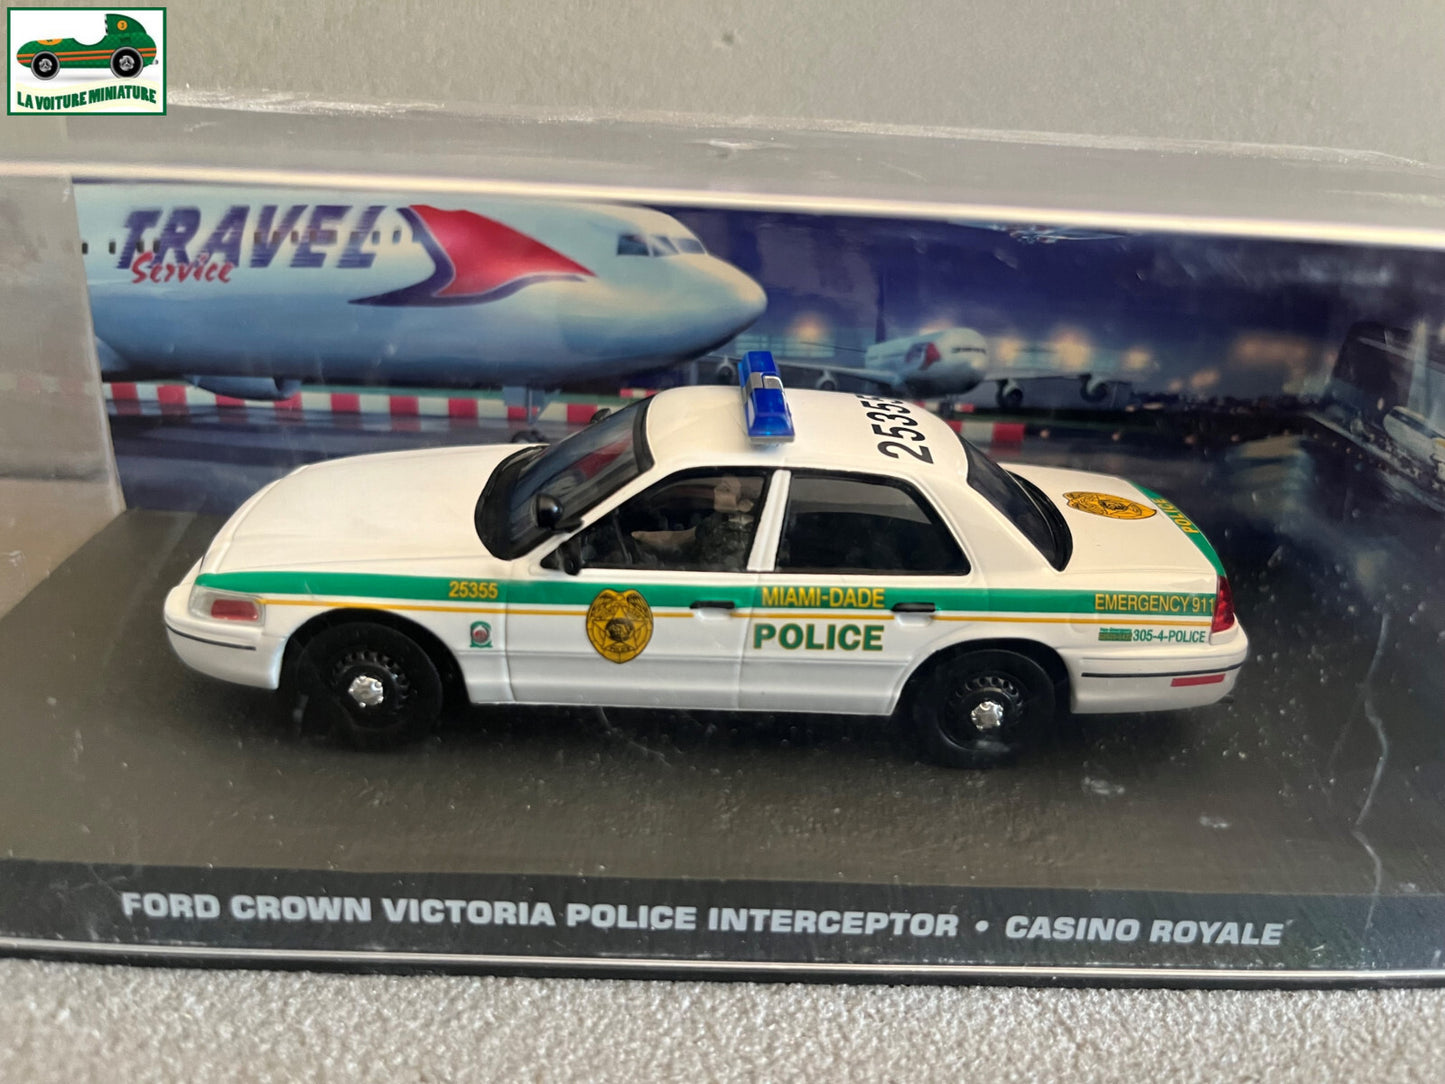 LA VOITURE MINIATURE
TRAVEL
Service
25355
POLICE
25355
MIAMI-DADE
POLICE
EMERGENCY 911
305-4-POLICE
FORD CROWN VICTORIA POLICE INTERCEPTOR • CASINO ROYALE